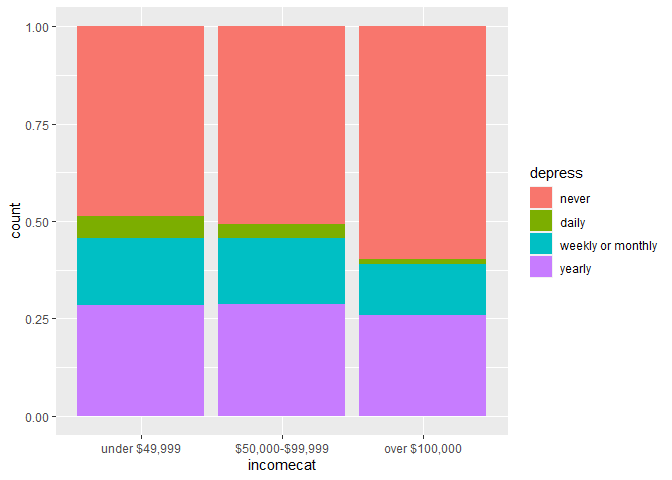 1.00
0.75
0.50
0.25
0.00
count
under $49,999 $50,000-$99,999 over $100,000
incomecat
depress
never
daily
weekly or monthly
yearly